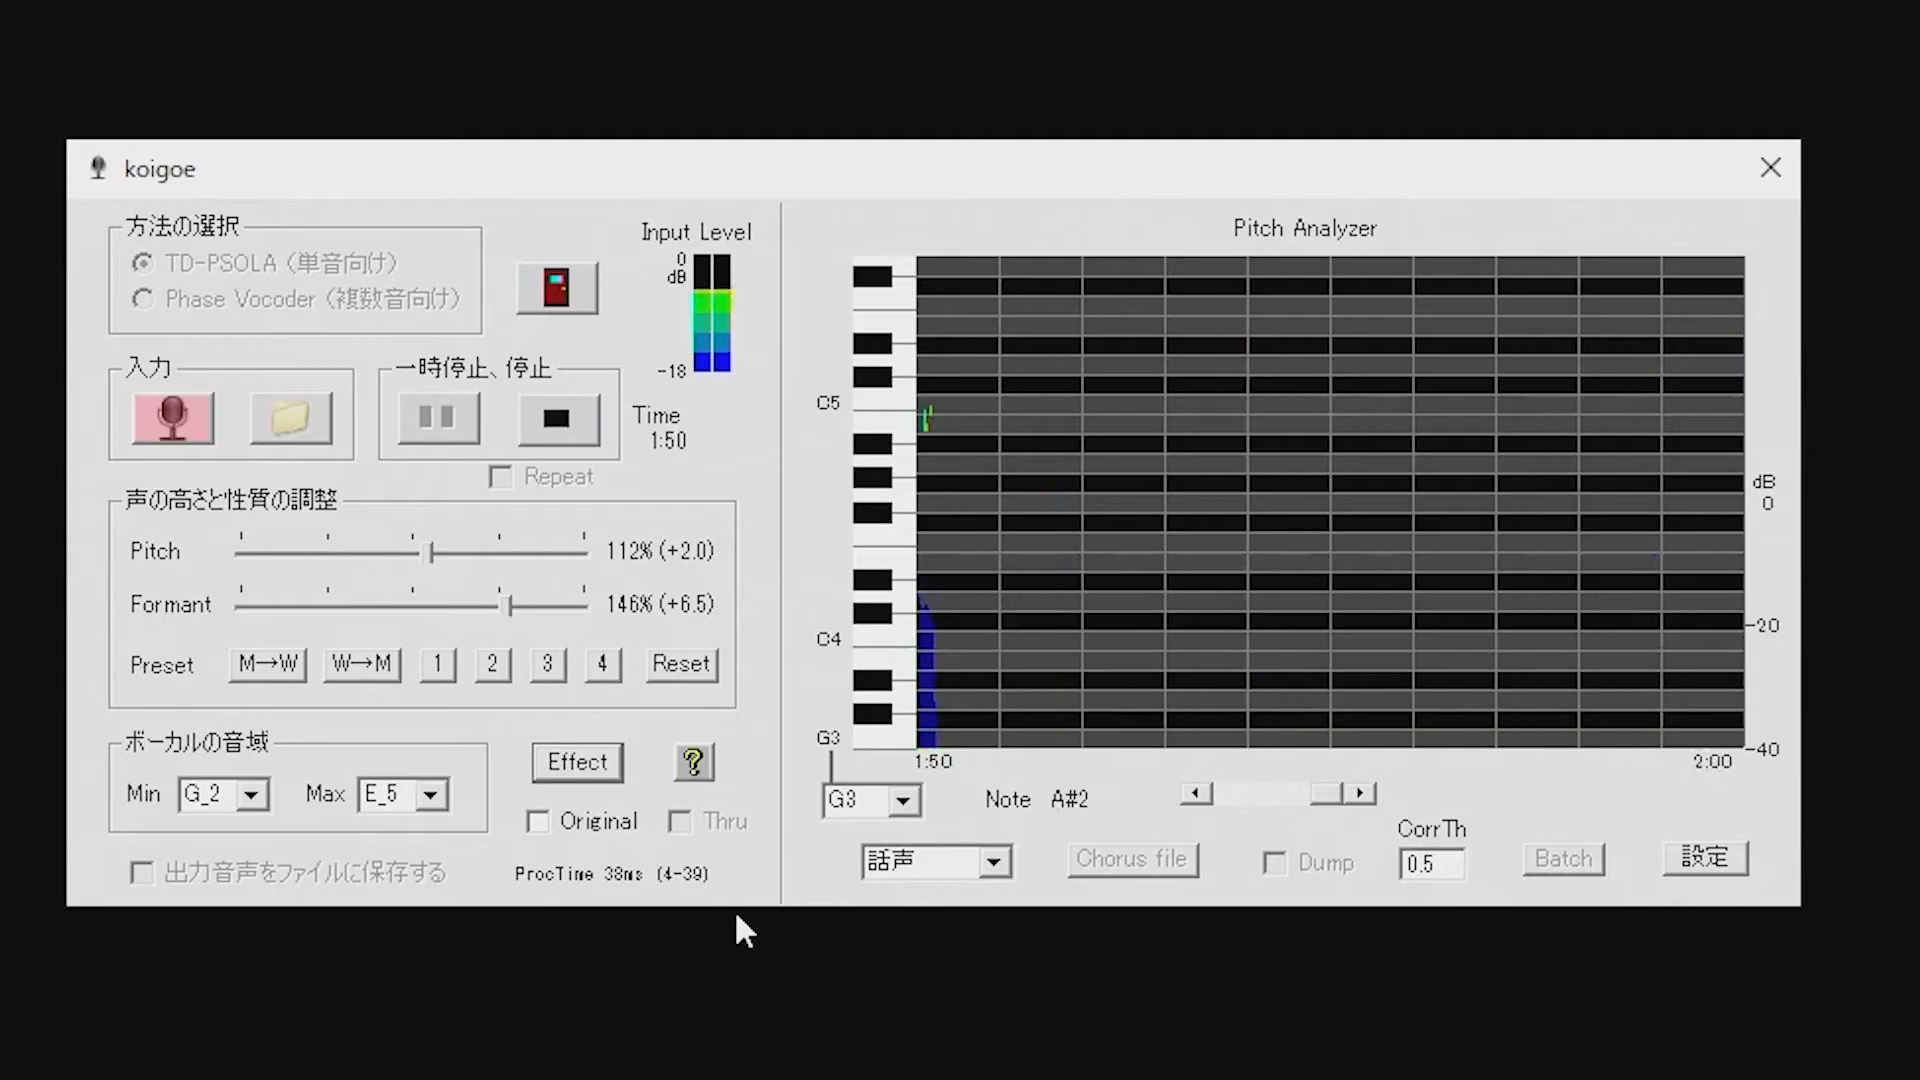 koigoe
方法の選択
TD-PSOLA (単音向け)
Phase Vocoder (複数音向け)
Input Level
0
dB
-18
入力
一時停止、停止
Time
1:50
Repeat
声の高さと性質の調整
Pitch 112% (+2.0)
Formant 146% (+6.5)
Preset M→W W→M 1 2 3 4 Reset
ボーカルの音域
Min G_2 Max E_5
Effect ?
Original Thru
出力音声をファイルに保存する
ProcTime 38ms (4-39)
Pitch Analyzer
C5
C4
G3
dB
0
-20
-40
1:50 2:00
G3 Note A#2
話声 Chorus file Dump
CorrTh
0.5
Batch 設定